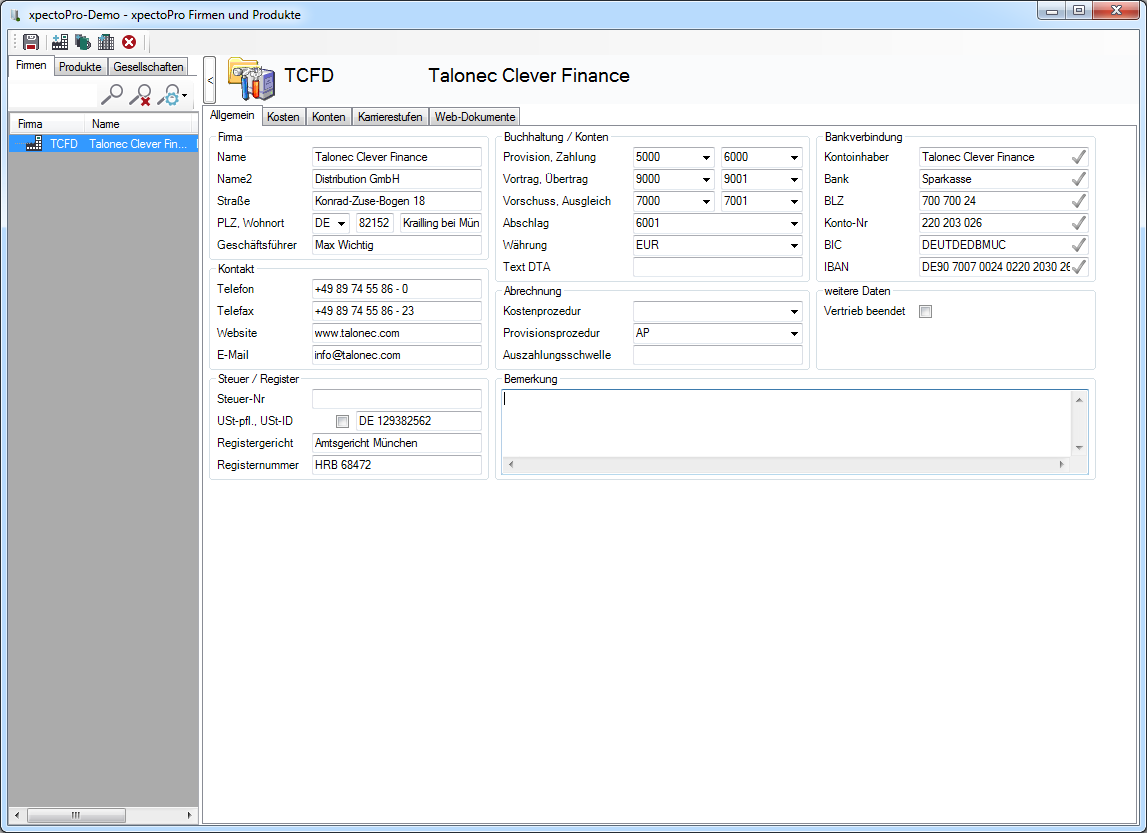 xpectoPro-Demo - xpectoPro Firmen und Produkte
Firmen Produkte Gesellschaften
Firma Name
TCFD Talonec Clever Fin...
<
TCFD Talonec Clever Finance
Allgemein Kosten Konten Karrierestufen Web-Dokumente
Firma
Name Talonec Clever Finance
Name2 Distribution GmbH
Straße Konrad-Zuse-Bogen 18
PLZ, Wohnort DE 82152 Krailling bei Mün
Geschäftsführer Max Wichtig
Kontakt
Telefon +49 89 74 55 86 - 0
Telefax +49 89 74 55 86 - 23
Website www.talonec.com
E-Mail info@talonec.com
Steuer / Register
Steuer-Nr
USt-pfl., USt-ID DE 129382562
Registergericht Amtsgericht München
Registernummer HRB 68472
Buchhaltung / Konten
Provision, Zahlung 5000 6000
Vortrag, Übertrag 9000 9001
Vorschuss, Ausgleich 7000 7001
Abschlag 6001
Währung EUR
Text DTA
Abrechnung
Kostenprozedur
Provisionsprozedur AP
Auszahlungsschwelle
Bankverbindung
Kontoinhaber Talonec Clever Finance
Bank Sparkasse
BLZ 700 700 24
Konto-Nr 220 203 026
BIC DEUTDEDBMUC
IBAN DE90 7007 0024 0220 2030 26
weitere Daten
Vertrieb beendet
Bemerkung